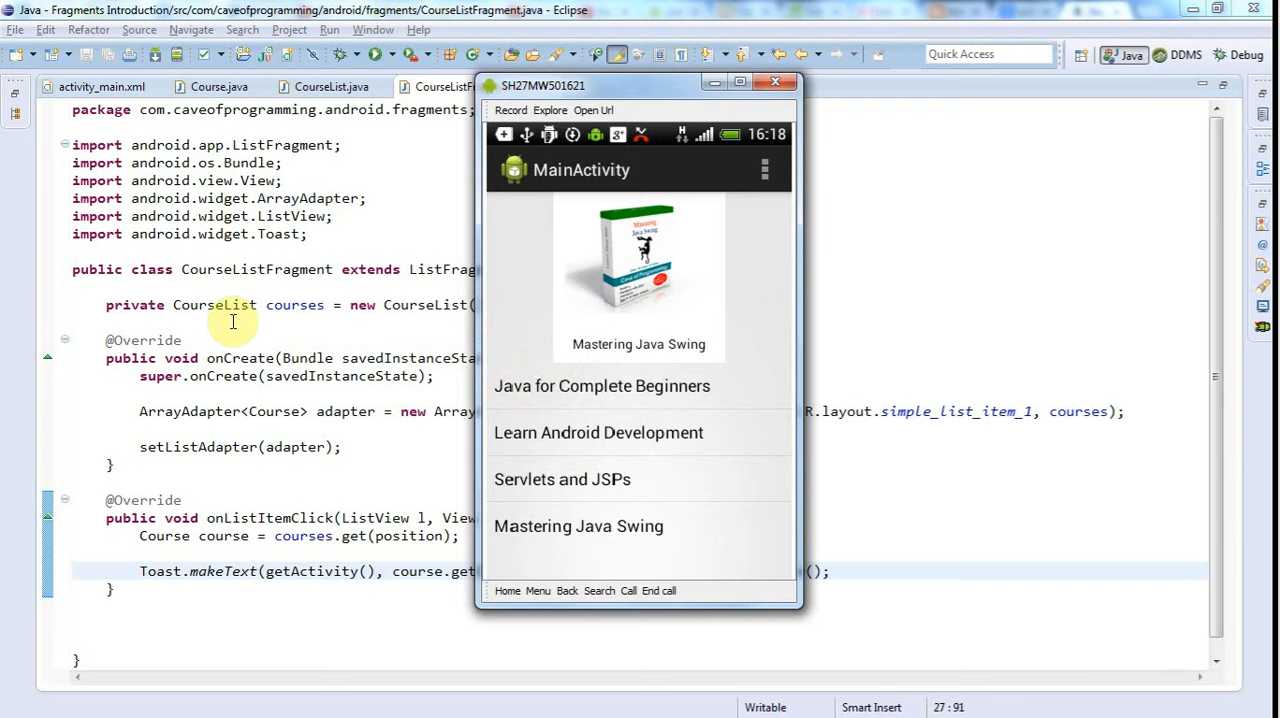 Java - Fragments Introduction/src/com/caveofprogramming/android/fragments/CourseListFragment.java - Eclipse
File Edit Refactor Source Navigate Search Project Run Window Help
Quick Access Java DDMS Debug
activity_main.xml Course.java CourseList.java CourseListF
package com.caveofprogramming.android.fragments;
import android.app.ListFragment;
import android.os.Bundle;
import android.view.View;
import android.widget.ArrayAdapter;
import android.widget.ListView;
import android.widget.Toast;
public class CourseListFragment extends ListFrag
private CourseList courses = new CourseList(
@Override
public void onCreate(Bundle savedInstanceSta
super.onCreate(savedInstanceState);
ArrayAdapter<Course> adapter = new Array R.layout.simple_list_item_1, courses);
setListAdapter(adapter);
}
@Override
public void onListItemClick(ListView l, View
Course course = courses.get(position);
Toast.makeText(getActivity(), course.get ();
}
}
SH27MW501621
Record Explore Open Url
H 16:18
MainActivity
Mastering Java Swing
Mastering Java Swing
Java for Complete Beginners
Learn Android Development
Servlets and JSPs
Mastering Java Swing
Home Menu Back Search Call End call
Writable Smart Insert 27 : 91